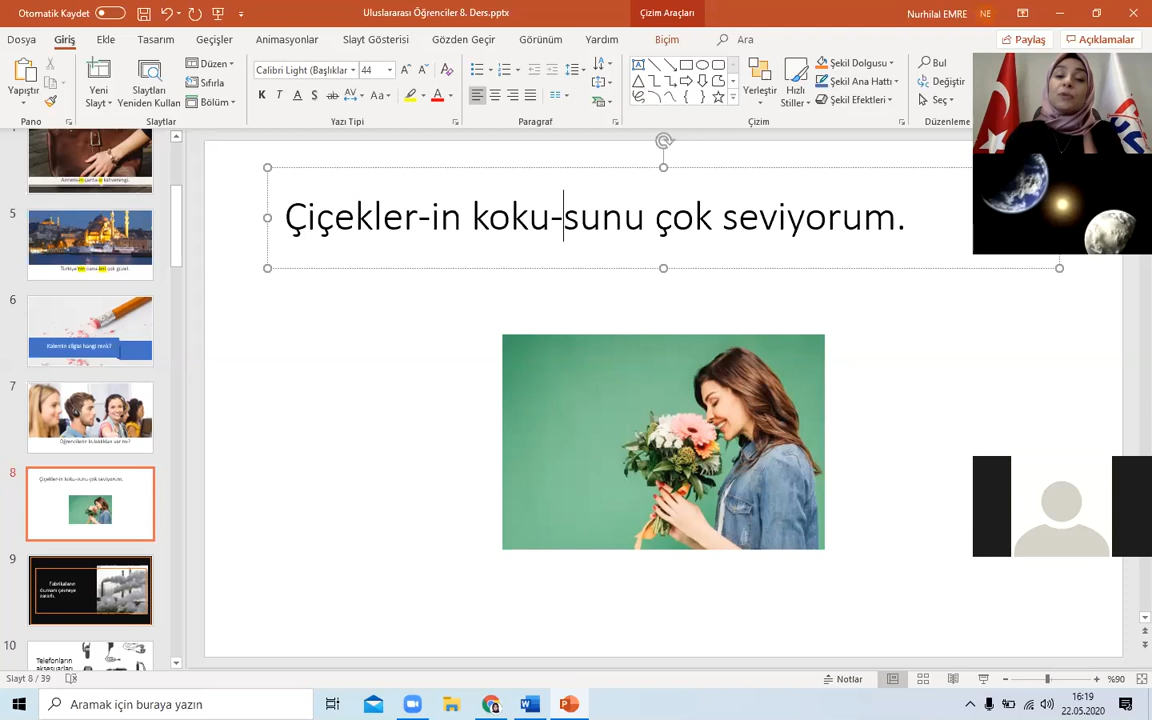 Otomatik Kaydet
Uluslararası Öğrenciler 8. Ders.pptx
Çizim Araçları
Nurhilal EMRE
NE
Dosya
Giriş
Ekle
Tasarım
Geçişler
Animasyonlar
Slayt Gösterisi
Gözden Geçir
Görünüm
Yardım
Biçim
Ara
Paylaş
Açıklamalar
Yapıştır
Yeni Slayt
Slaytları Yeniden Kullan
Düzen
Sıfırla
Bölüm
Calibri Light (Başlıklar
44
Yerleştir
Hızlı Stiller
Şekil Dolgusu
Şekil Ana Hattı
Şekil Efektleri
Bul
Değiştir
Seç
Pano
Slaytlar
Yazı Tipi
Paragraf
Çizim
Düzenleme
Çiçekler-in koku-sunu çok seviyorum.
5
Türkiye'nin camileri çok güzel.
6
Kalemin silgisi hangi renk?
7
8
Çiçekler-in koku-sunu çok seviyorum.
9
Fabrikaların
dumanı çevreye
zararlı.
10
Telefonların
aksesuarları
Slayt 8 / 39
Notlar
%90
Aramak için buraya yazın
16:19
22.05.2020